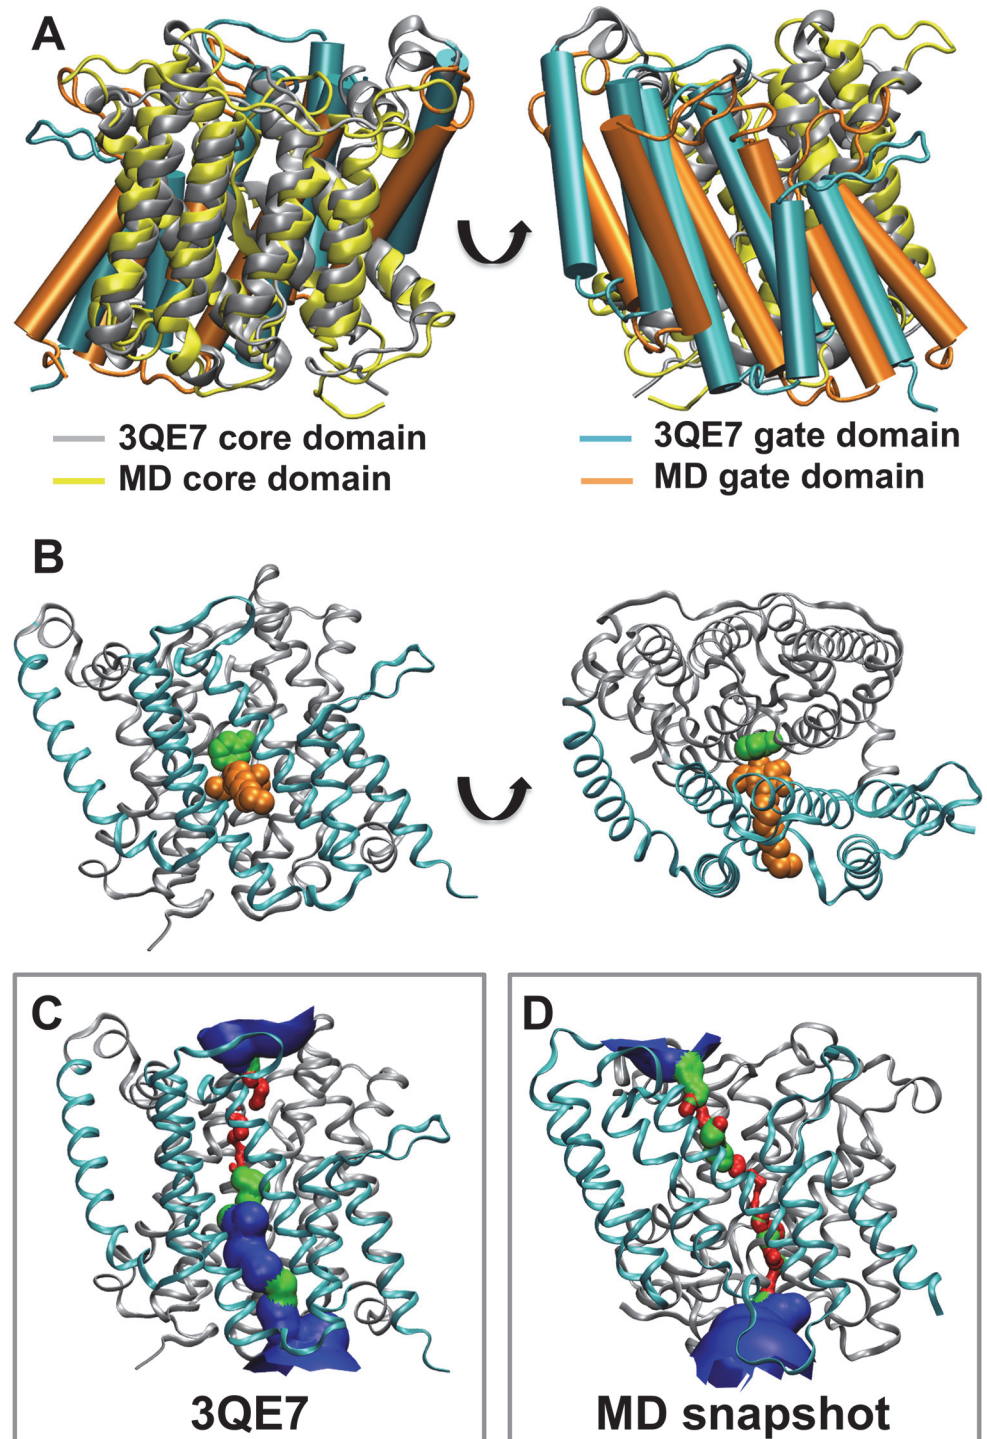 A
3QE7 core domain
MD core domain
3QE7 gate domain
MD gate domain
B
C
3QE7
D
MD snapshot